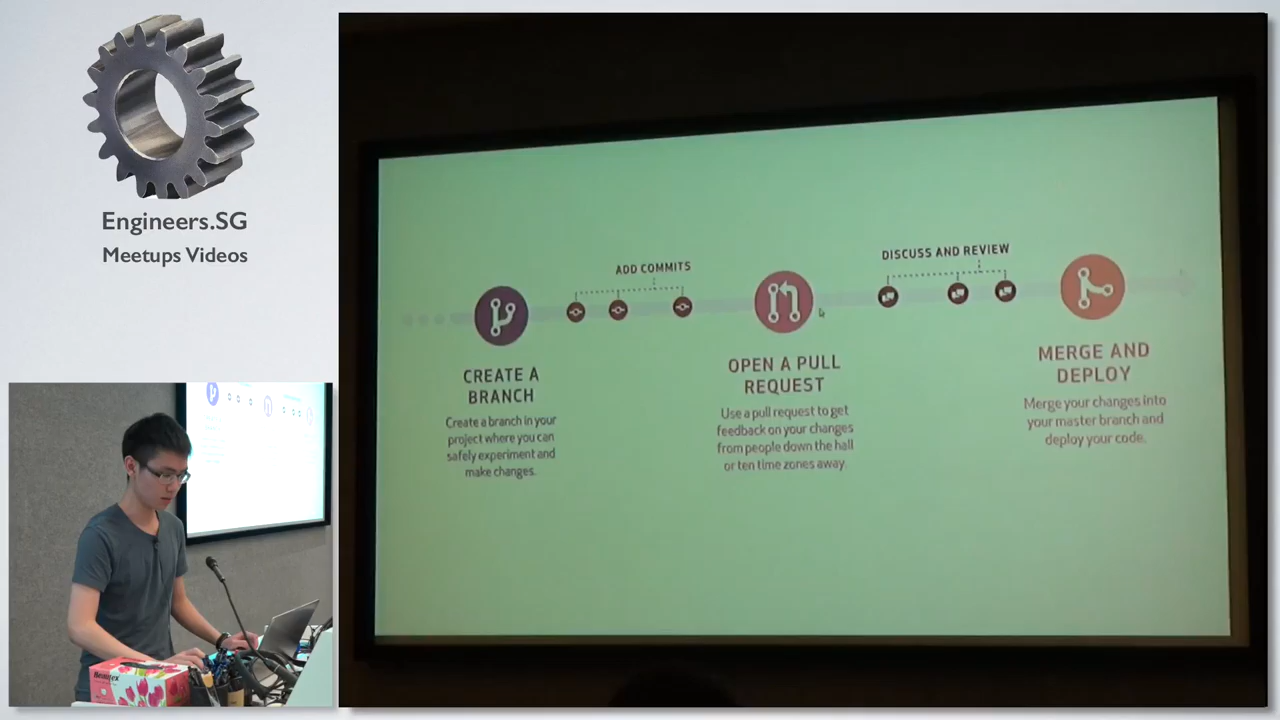 Engineers.SG
Meetups Videos
ADD COMMITS
DISCUSS AND REVIEW
CREATE A
BRANCH
Create a branch in your
project where you can
safely experiment and
make changes.
OPEN A PULL
REQUEST
Use a pull request to get
feedback on your changes
from people down the hall
or ten time zones away.
MERGE AND
DEPLOY
Merge your changes into
your master branch and
deploy your code.